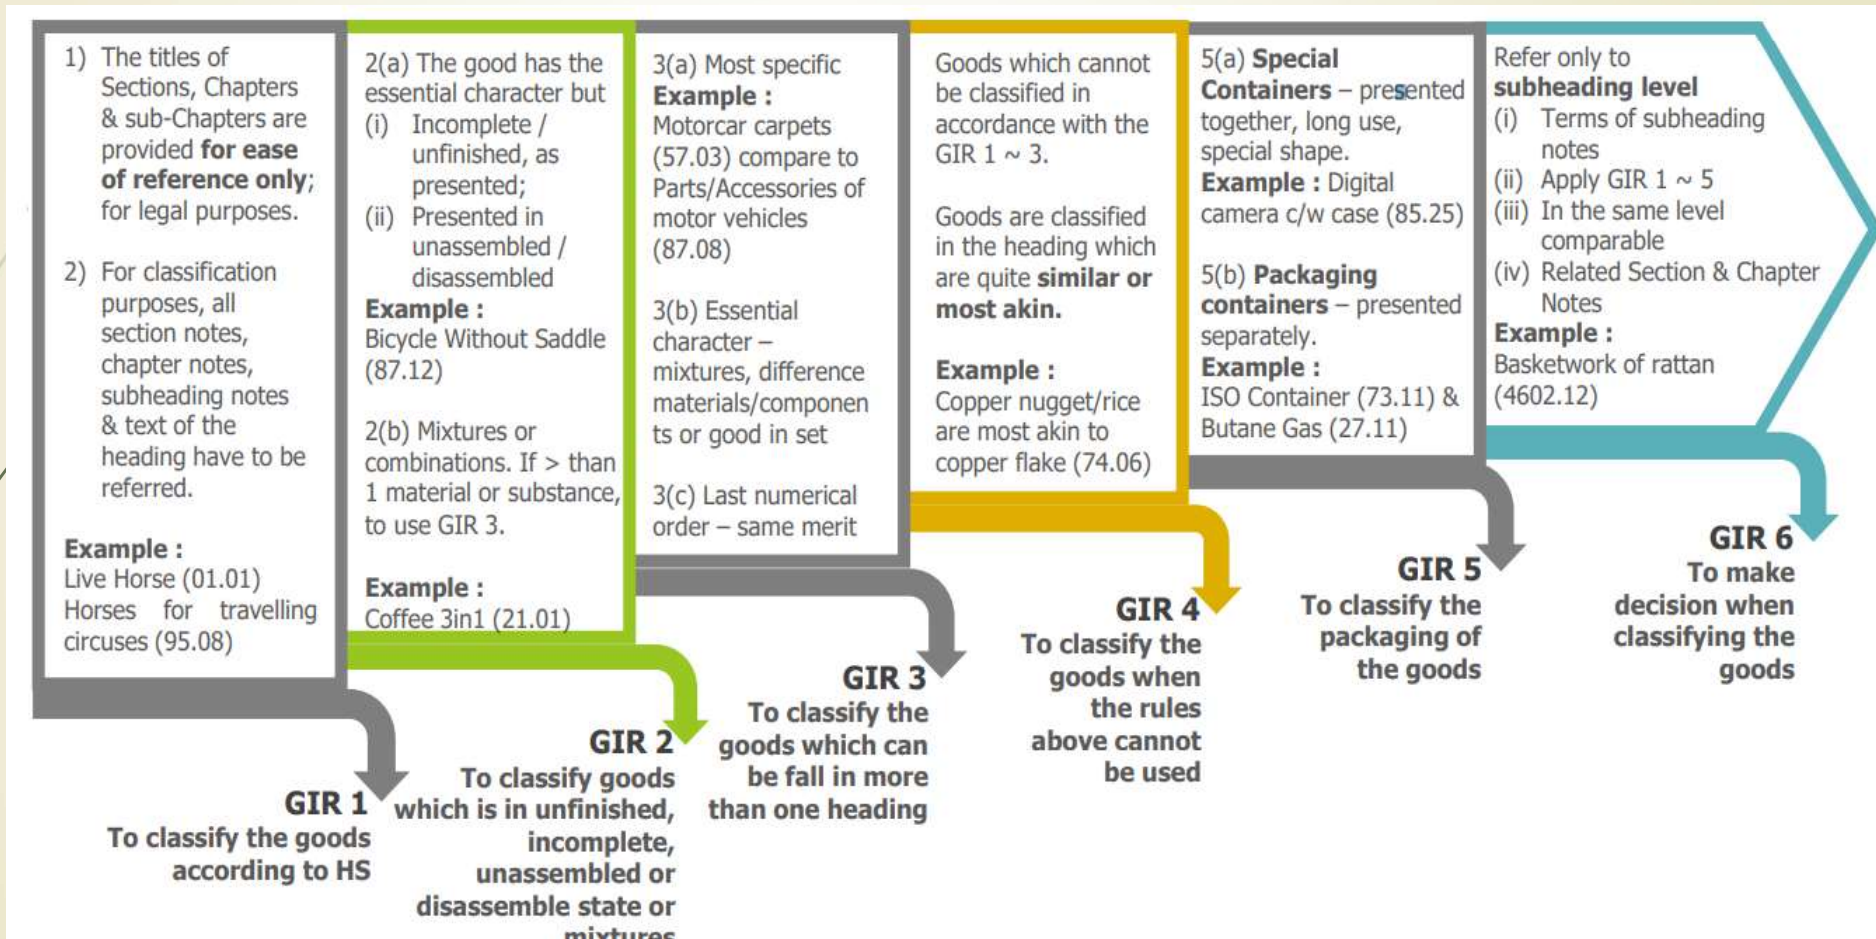 1) The titles of
Sections, Chapters
& sub-Chapters are
provided for ease
of reference only;
for legal purposes.
2) For classification
purposes, all
section notes,
chapter notes,
subheading notes
& text of the
heading have to be
referred.
Example :
Live Horse (01.01)
Horses for travelling
circuses (95.08)
GIR 1
To classify the goods
according to HS
2(a) The good has the
essential character but
(i) Incomplete /
unfinished, as
presented;
(ii) Presented in
unassembled /
disassembled
Example :
Bicycle Without Saddle
(87.12)
2(b) Mixtures or
combinations. If > than
1 material or substance,
to use GIR 3.
Example :
Coffee 3in1 (21.01)
GIR 2
To classify goods
which is in unfinished,
incomplete,
unassembled or
disassemble state or
mixtures
3(a) Most specific
Example :
Motorcar carpets
(57.03) compare to
Parts/Accessories of
motor vehicles
(87.08)
3(b) Essential
character –
mixtures, difference
materials/componen
ts or good in set
3(c) Last numerical
order – same merit
GIR 3
To classify the
goods which can
be fall in more
than one heading
Goods which cannot
be classified in
accordance with the
GIR 1 ~ 3.
Goods are classified
in the heading which
are quite similar or
most akin.
Example :
Copper nugget/rice
are most akin to
copper flake (74.06)
GIR 4
To classify the
goods when
the rules
above cannot
be used
5(a) Special
Containers – presented
together, long use,
special shape.
Example : Digital
camera c/w case (85.25)
5(b) Packaging
containers – presented
separately.
Example :
ISO Container (73.11) &
Butane Gas (27.11)
GIR 5
To classify the
packaging of
the goods
Refer only to
subheading level
(i) Terms of subheading
notes
(ii) Apply GIR 1 ~ 5
(iii) In the same level
comparable
(iv) Related Section & Chapter
Notes
Example :
Basketwork of rattan
(4602.12)
GIR 6
To make
decision when
classifying the
goods